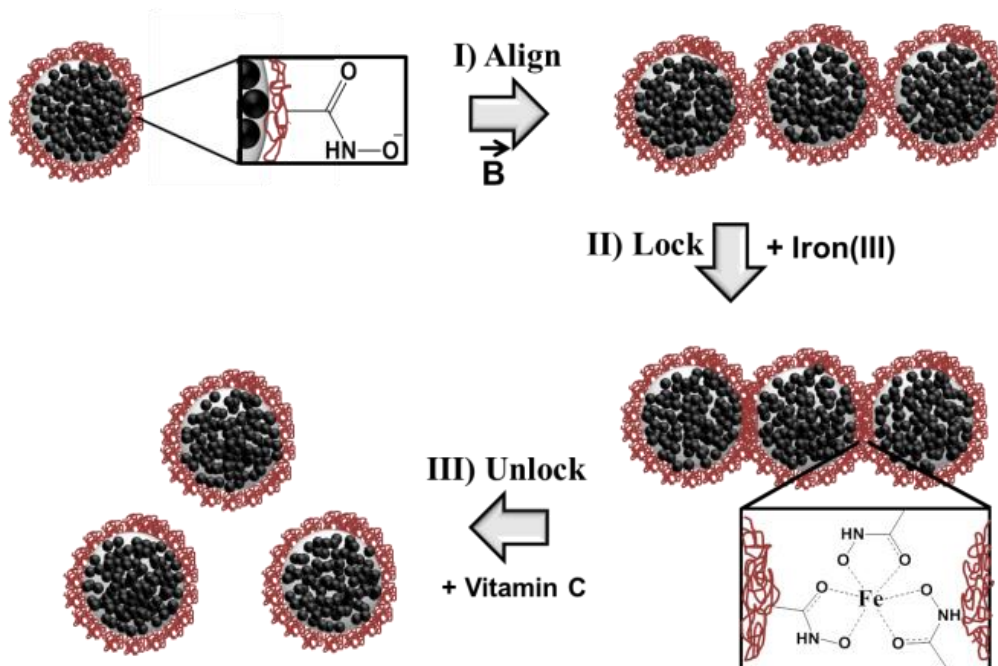 I) Align
B
O
HN–O
-
II) Lock
+ Iron(III)
III) Unlock
+ Vitamin C
HN
O
O
O
O
Fe
NH
HN
O
O